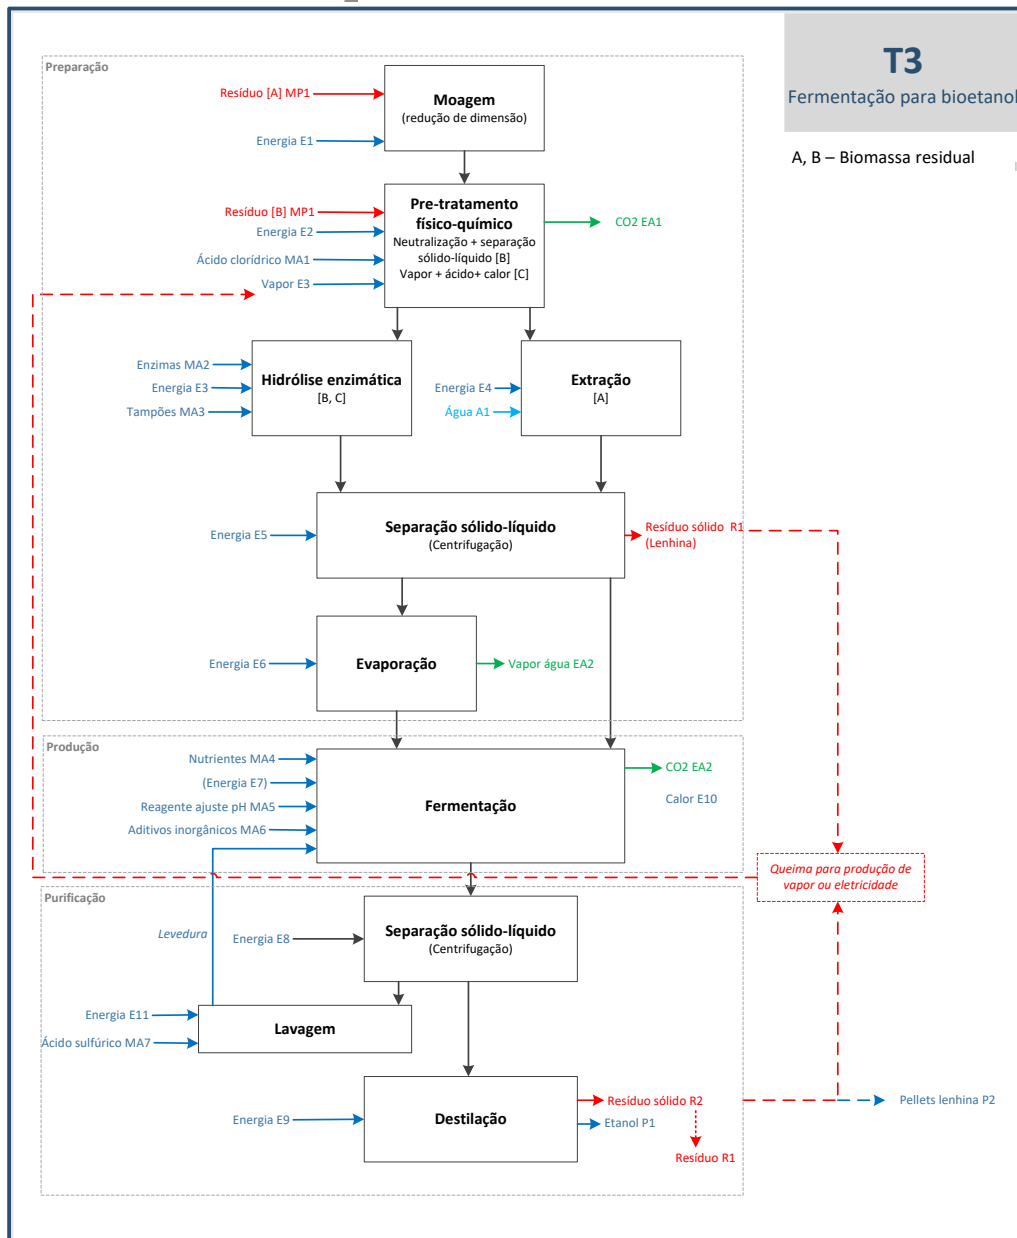 T3
Fermentação para bioetanol
A, B – Biomassa residual
Preparação
Resíduo [A] MP1
Energia E1
Moagem
(redução de dimensão)
Resíduo [B] MP1
Energia E2
Ácido clorídrico MA1
Vapor E3
Pre-tratamento
físico-químico
Neutralização + separação
sólido-líquido [B]
Vapor + ácido+ calor [C]
CO2 EA1
Enzimas MA2
Energia E3
Tampões MA3
Hidrólise enzimática
[B, C]
Energia E4
Água A1
Extração
[A]
Energia E5
Separação sólido-líquido
(Centrifugação)
Resíduo sólido R1
(Lenhina)
Energia E6
Evaporação
Vapor água EA2
Produção
Nutrientes MA4
(Energia E7)
Reagente ajuste pH MA5
Aditivos inorgânicos MA6
Fermentação
CO2 EA2
Calor E10
Queima para produção de
vapor ou eletricidade
Purificação
Levedura
Energia E8
Separação sólido-líquido
(Centrifugação)
Energia E11
Ácido sulfúrico MA7
Lavagem
Energia E9
Destilação
Resíduo sólido R2
Etanol P1
Resíduo R1
Pellets lenhina P2